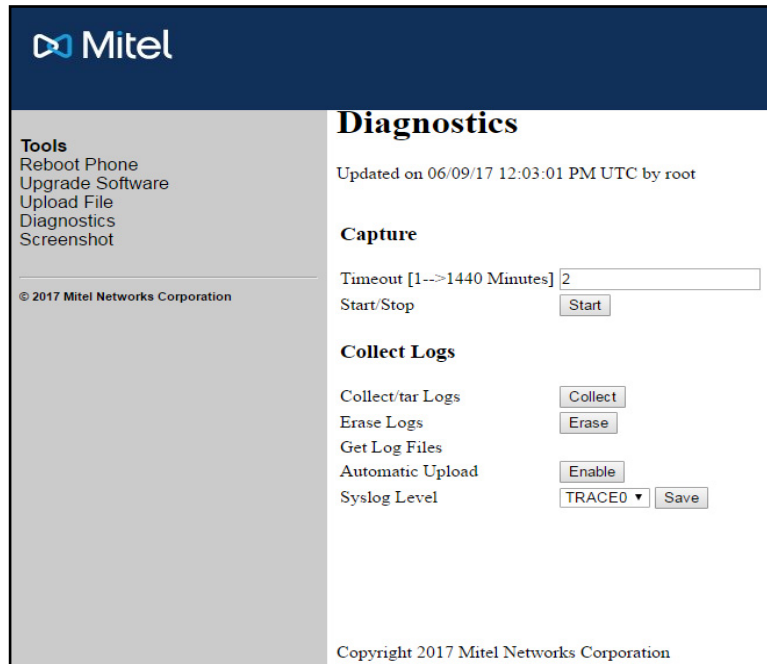 Mitel
Tools
Reboot Phone
Upgrade Software
Upload File
Diagnostics
Screenshot
© 2017 Mitel Networks Corporation
Diagnostics
Updated on 06/09/17 12:03:01 PM UTC by root
Capture
Timeout [1-->1440 Minutes] 2
Start/Stop Start
Collect Logs
Collect/tar Logs Collect
Erase Logs Erase
Get Log Files
Automatic Upload Enable
Syslog Level TRACE0 Save
Copyright 2017 Mitel Networks Corporation